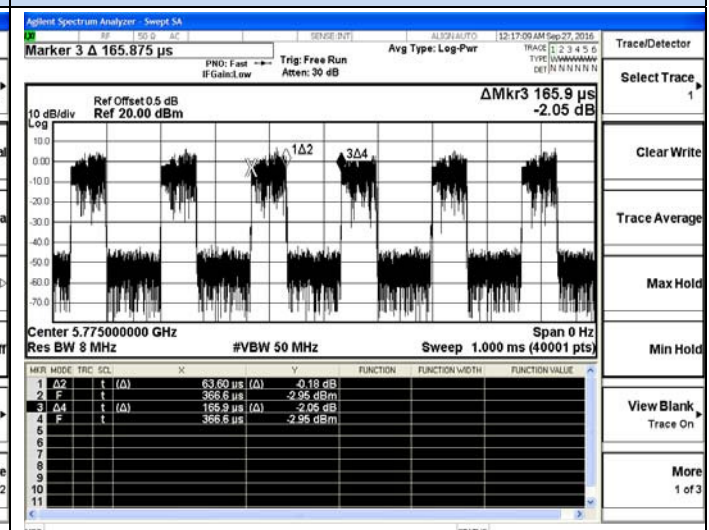 Agilent Spectrum Analyzer - Swept SA
RF 50 Ω AC SENSE:INT ALIGN AUTO 12:17:09 AM Sep 27, 2016
Marker 3 Δ 165.875 µs
PNO: Fast
IFGain:Low
Trig: Free Run
Atten: 30 dB
Avg Type: Log-Pwr
TRACE 1 2 3 4 5 6
TYPE
DET N N N N N N
ΔMkr3 165.9 µs
-2.05 dB
Ref Offset 0.5 dB
10 dB/div Ref 20.00 dBm
Log
10.0
0.00
-10.0
-20.0
-30.0
-40.0
-50.0
-60.0
-70.0
X
1Δ2
3Δ4
Center 5.775000000 GHz Span 0 Hz
Res BW 8 MHz #VBW 50 MHz Sweep 1.000 ms (40001 pts)
MKR MODE TRC SCL X Y FUNCTION FUNCTION WIDTH FUNCTION VALUE
1 Δ2 t (Δ) 63.60 µs (Δ) -0.18 dB
2 F t 366.6 µs -2.95 dBm
3 Δ4 t (Δ) 165.9 µs (Δ) -2.05 dB
4 F t 366.6 µs -2.95 dBm
5
6
7
8
9
10
11
Trace/Detector
Select Trace
1
Clear Write
Trace Average
Max Hold
Min Hold
View Blank
Trace On
More
1 of 3